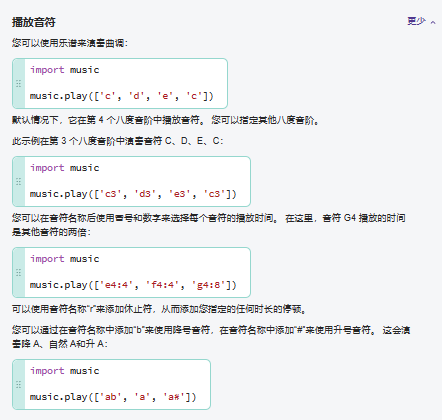 播放音符
更少
您可以使用乐谱来演奏曲调：
import music
music.play(['c', 'd', 'e', 'c'])
默认情况下，它在第 4 个八度音阶中播放音符。 您可以指定其他八度音阶。
此示例在第 3 个八度音阶中演奏音符 C、D、E、C：
import music
music.play(['c3', 'd3', 'e3', 'c3'])
您可以在音符名称后使用冒号和数字来选择每个音符的播放时间。 在这里，音符 G4 播放的时间
是其他音符的两倍：
import music
music.play(['e4:4', 'f4:4', 'g4:8'])
可以使用音符名称“r”来添加休止符，从而添加您指定的任何时长的停顿。
您可以通过在音符名称中添加“b”来使用降号音符，在音符名称中添加“#”来使用升号音符。 这会演
奏降 A、自然 A和升 A：
import music
music.play(['ab', 'a', 'a#'])